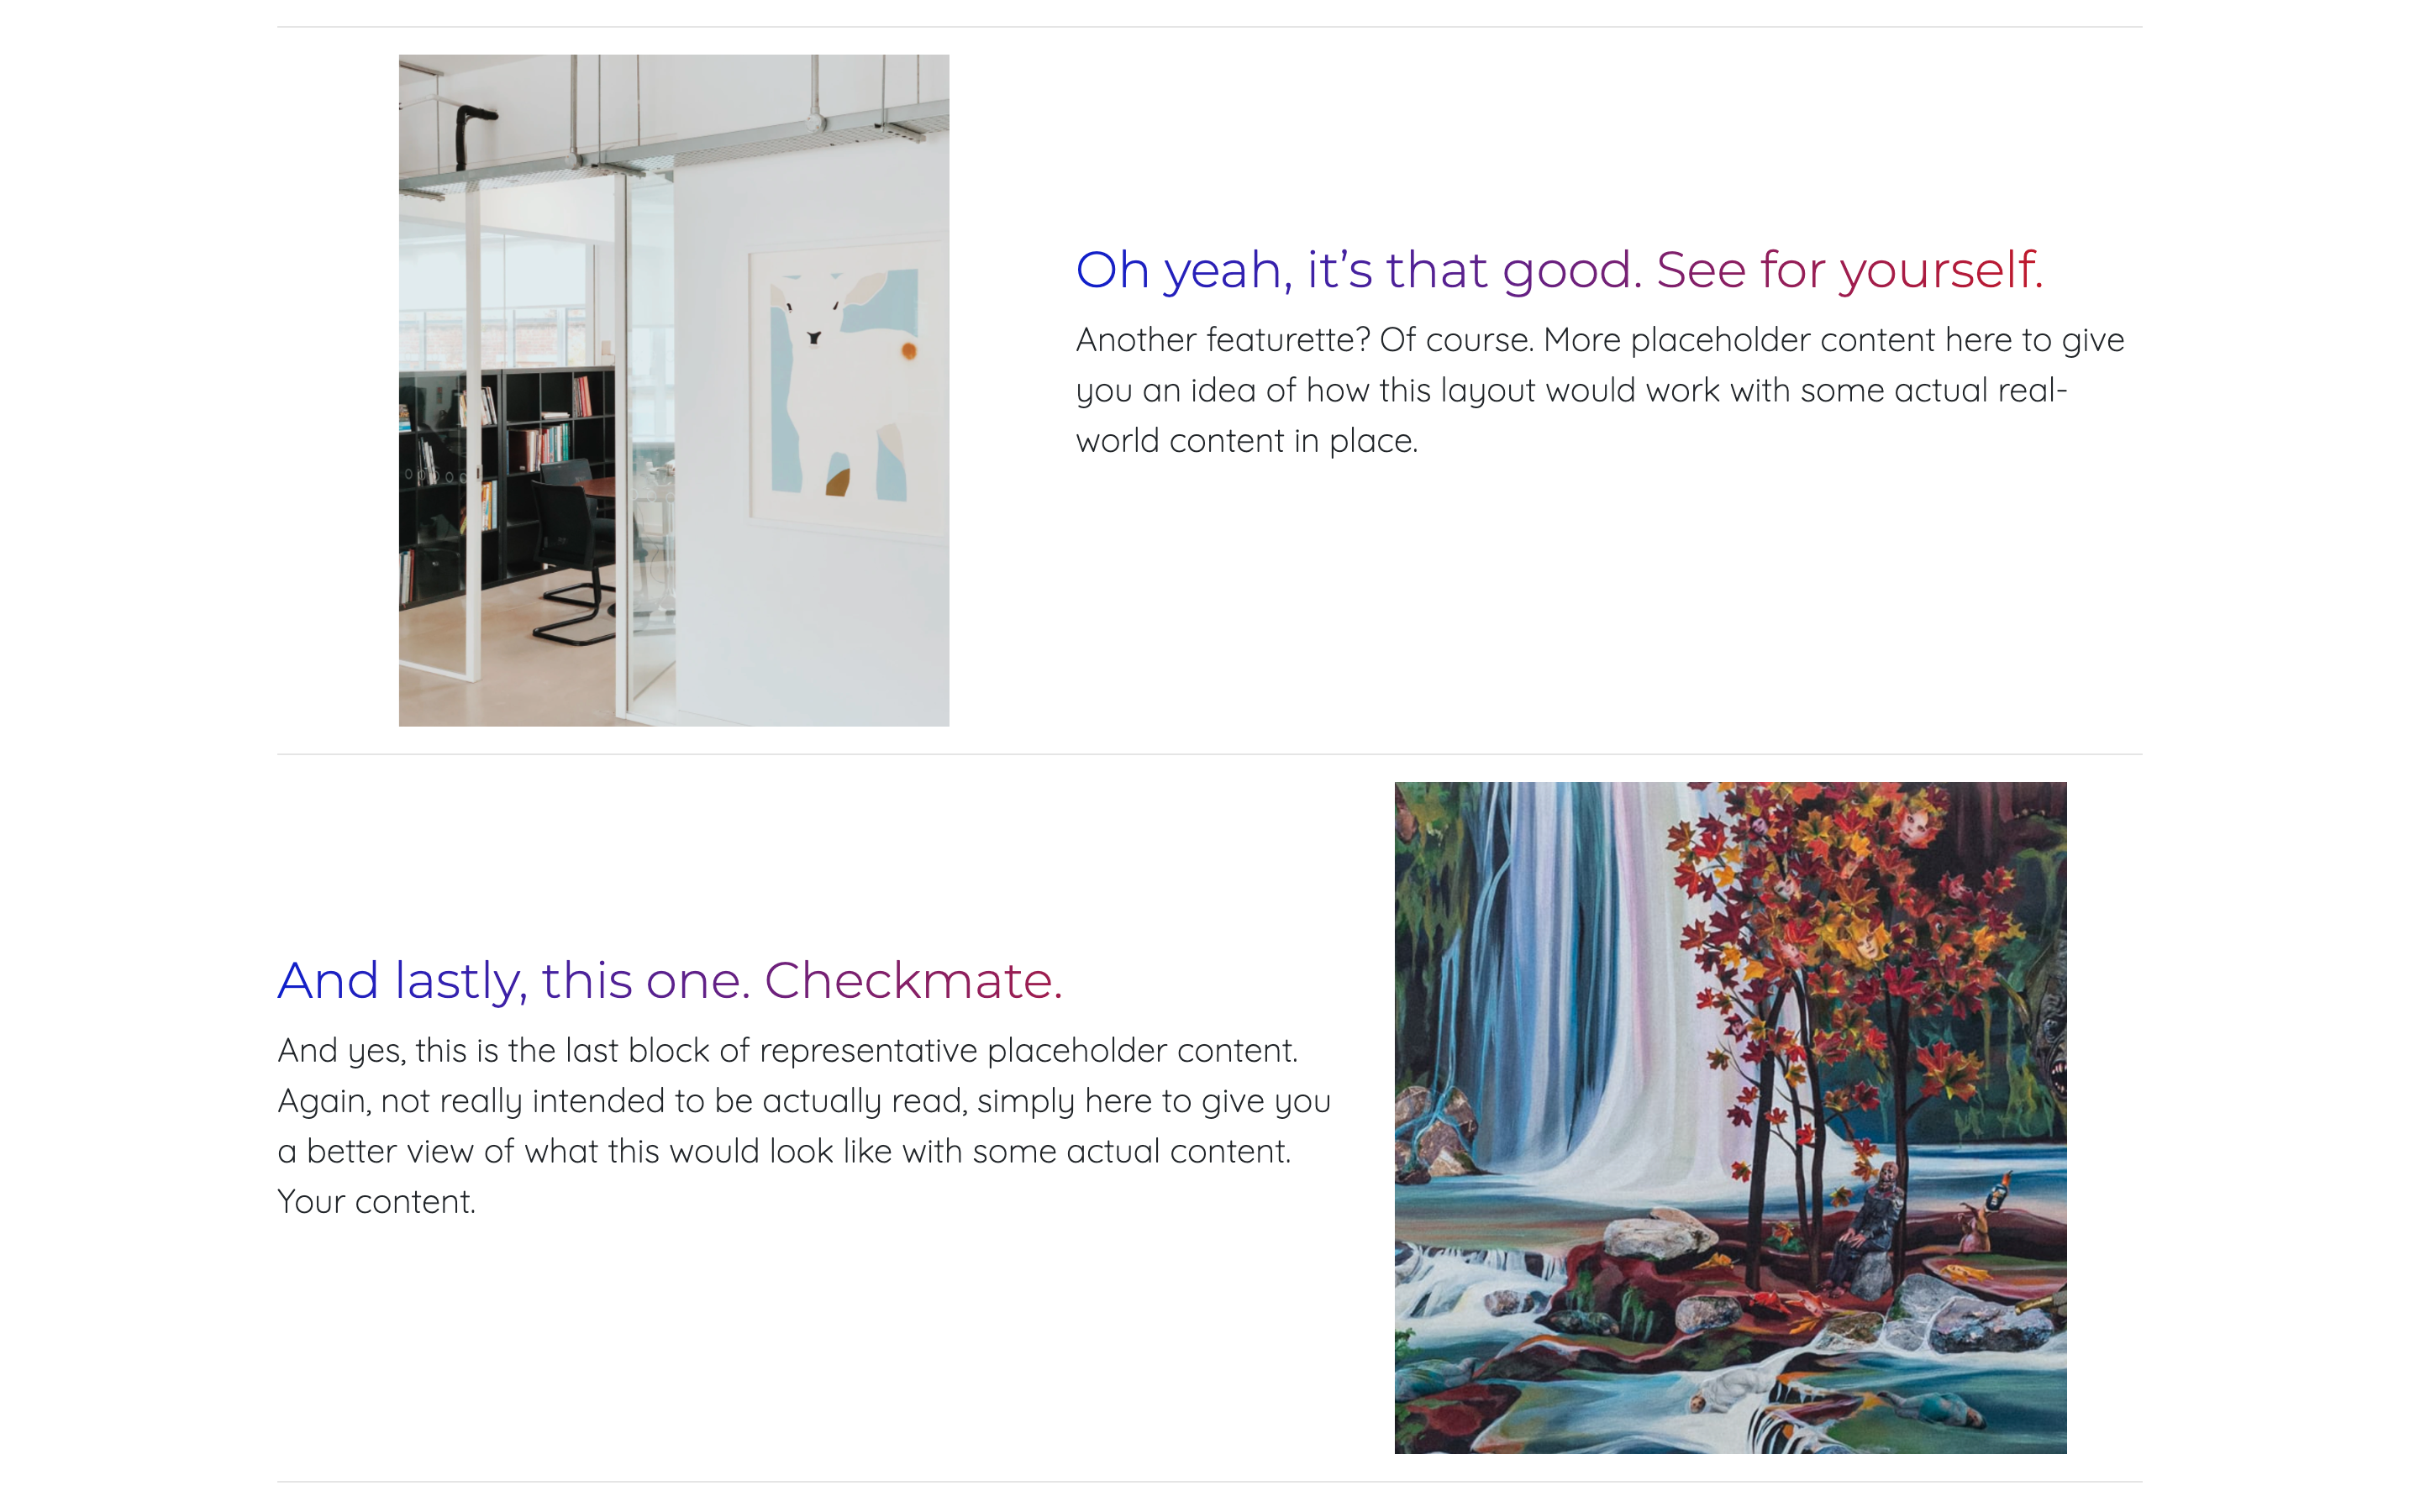 Oh yeah, it’s that good. See for yourself.
Another featurette? Of course. More placeholder content here to give
you an idea of how this layout would work with some actual real-
world content in place.
And lastly, this one. Checkmate.
And yes, this is the last block of representative placeholder content.
Again, not really intended to be actually read, simply here to give you
a better view of what this would look like with some actual content.
Your content.